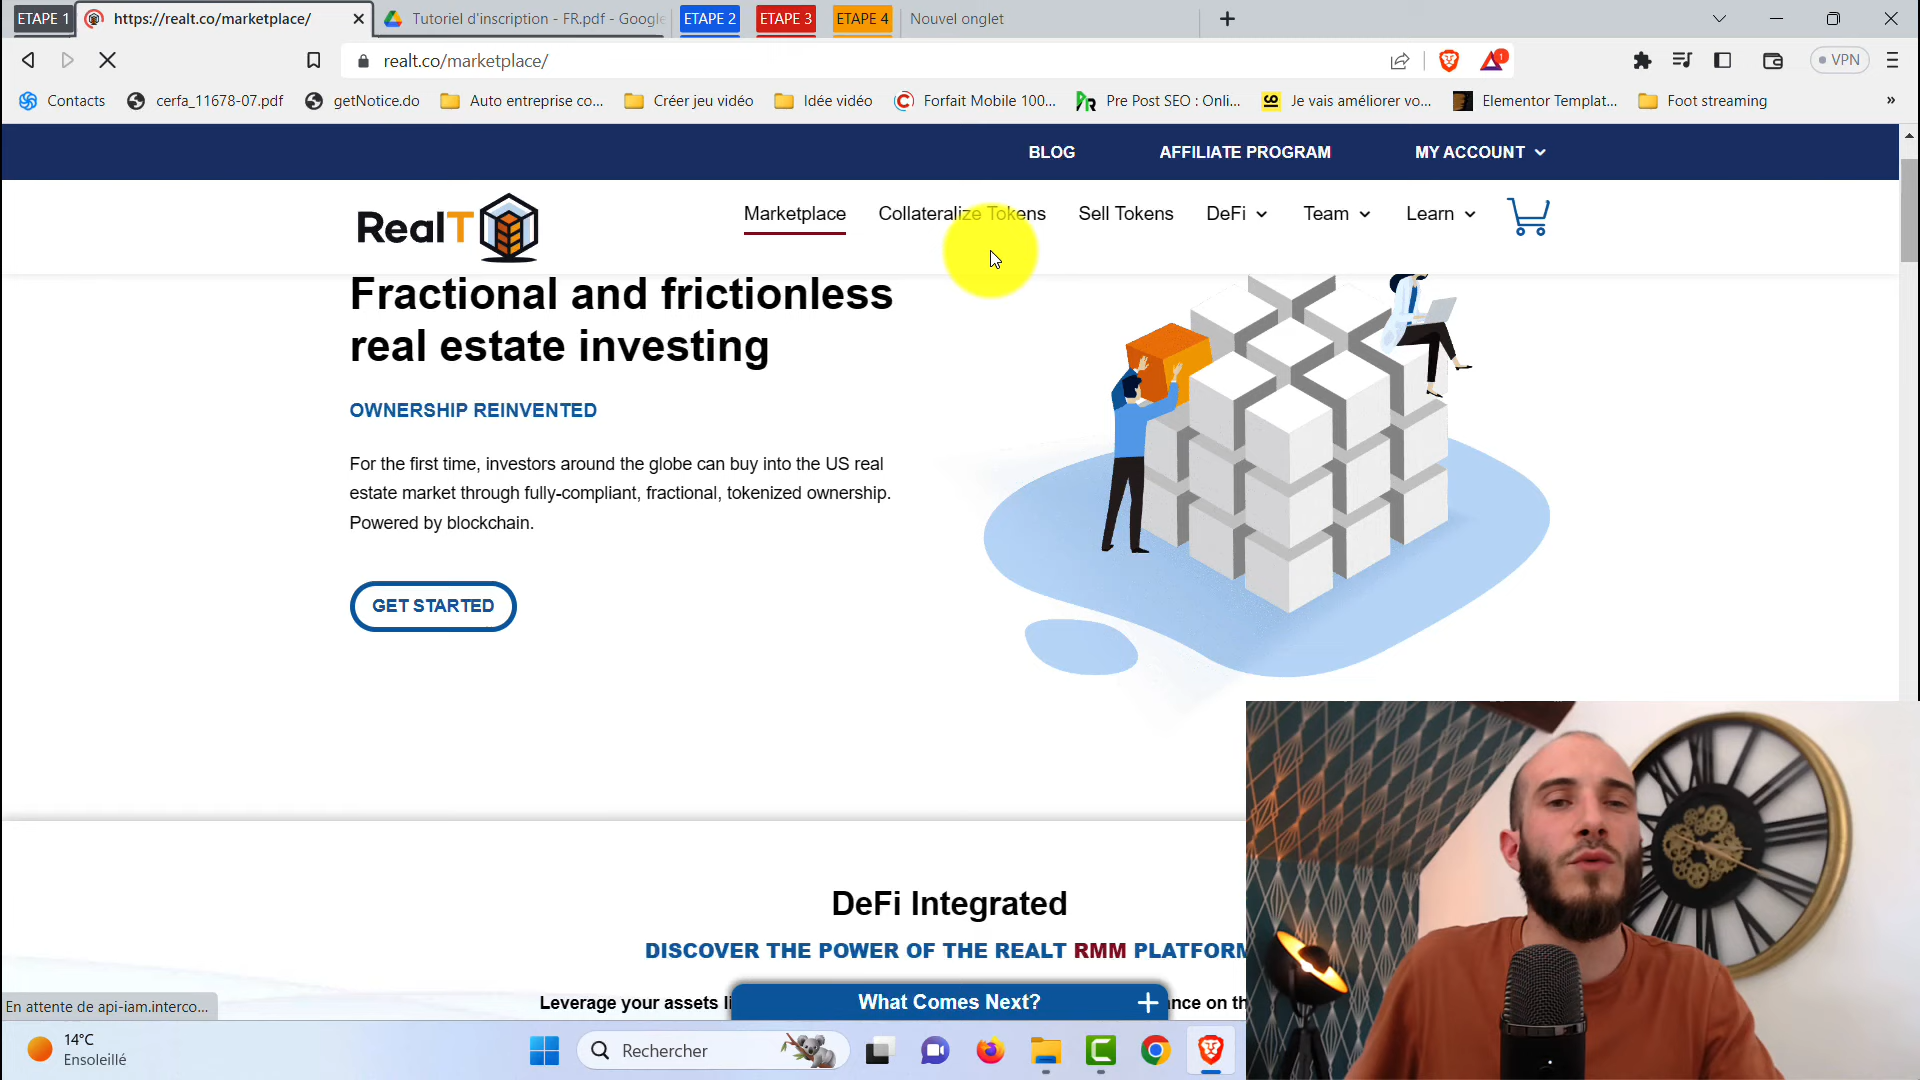 ETAPE 1
https://realt.co/marketplace/
Tutoriel d'inscription - FR.pdf - Google
ETAPE 2
ETAPE 3
ETAPE 4
Nouvel onglet
realt.co/marketplace/
1
VPN
Contacts
cerfa_11678-07.pdf
getNotice.do
Auto entreprise co...
Créer jeu vidéo
Idée vidéo
Forfait Mobile 100...
Pre Post SEO : Onli...
Je vais améliorer vo...
Elementor Templat...
Foot streaming
»
BLOG
AFFILIATE PROGRAM
MY ACCOUNT
RealT
Marketplace
Collateralize Tokens
Sell Tokens
DeFi
Team
Learn
Fractional and frictionless
real estate investing
OWNERSHIP REINVENTED
For the first time, investors around the globe can buy into the US real
estate market through fully-compliant, fractional, tokenized ownership.
Powered by blockchain.
GET STARTED
DeFi Integrated
DISCOVER THE POWER OF THE REALT RMM PLATFORM
Leverage your assets li
What Comes Next?
nce on th
En attente de api-iam.interco...
14°C
Ensoleillé
Rechercher